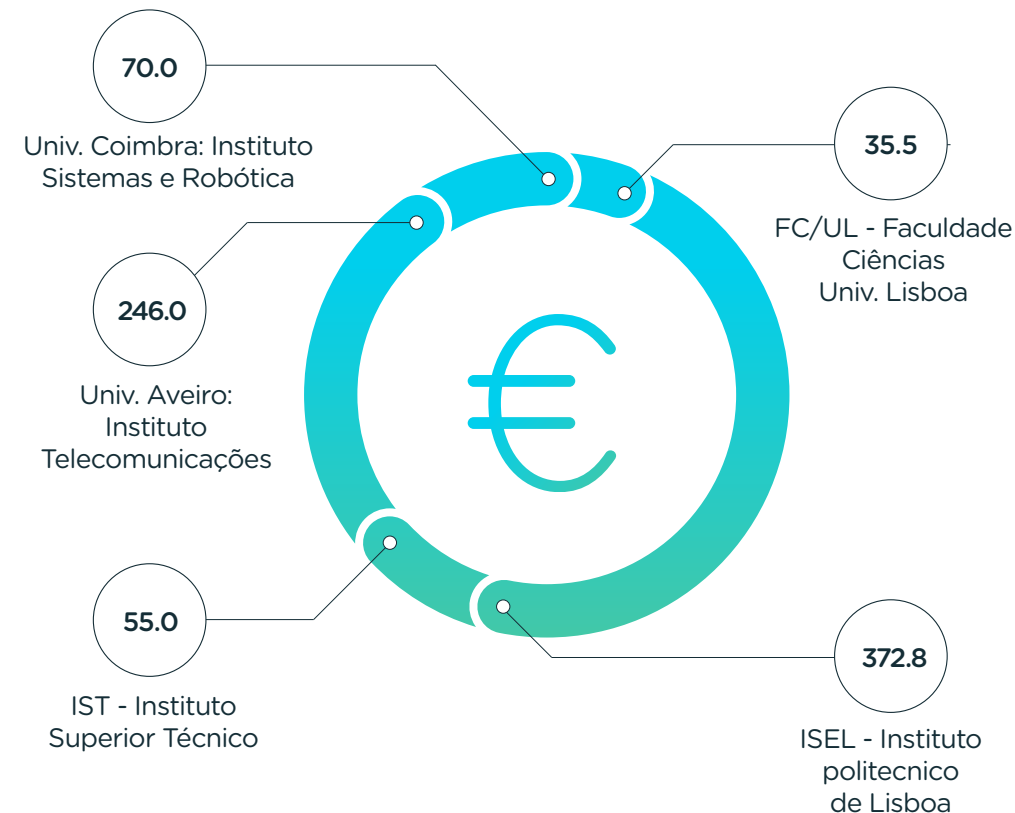 70.0
Univ. Coimbra: Instituto
Sistemas e Robótica
35.5
FC/UL - Faculdade
Ciências
Univ. Lisboa
246.0
Univ. Aveiro:
Instituto
Telecomunicações
€
55.0
IST - Instituto
Superior Técnico
372.8
ISEL - Instituto
politecnico
de Lisboa